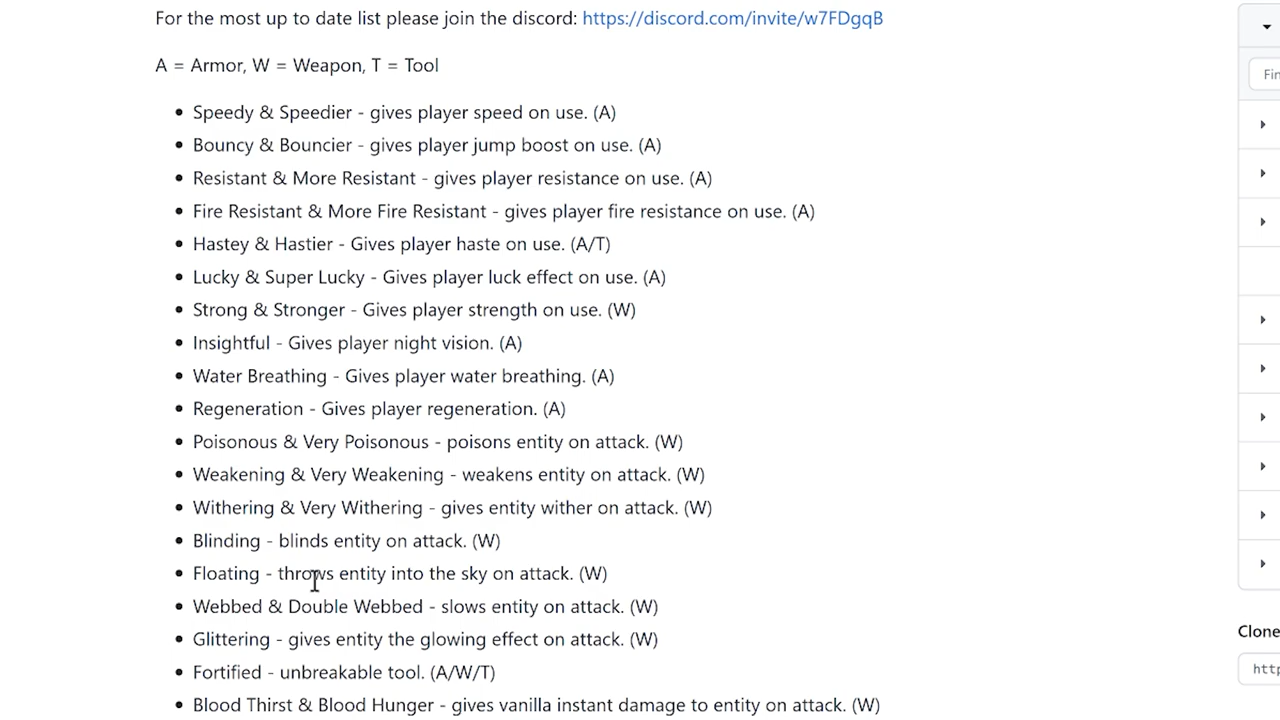 For the most up to date list please join the discord: https://discord.com/invite/w7FDgqB
A = Armor, W = Weapon, T = Tool
Speedy & Speedier - gives player speed on use. (A)
Bouncy & Bouncier - gives player jump boost on use. (A)
Resistant & More Resistant - gives player resistance on use. (A)
Fire Resistant & More Fire Resistant - gives player fire resistance on use. (A)
Hastey & Hastier - Gives player haste on use. (A/T)
Lucky & Super Lucky - Gives player luck effect on use. (A)
Strong & Stronger - Gives player strength on use. (W)
Insightful - Gives player night vision. (A)
Water Breathing - Gives player water breathing. (A)
Regeneration - Gives player regeneration. (A)
Poisonous & Very Poisonous - poisons entity on attack. (W)
Weakening & Very Weakening - weakens entity on attack. (W)
Withering & Very Withering - gives entity wither on attack. (W)
Blinding - blinds entity on attack. (W)
Floating - throws entity into the sky on attack. (W)
Webbed & Double Webbed - slows entity on attack. (W)
Glittering - gives entity the glowing effect on attack. (W)
Fortified - unbreakable tool. (A/W/T)
Blood Thirst & Blood Hunger - gives vanilla instant damage to entity on attack. (W)
Fin
Clone
http